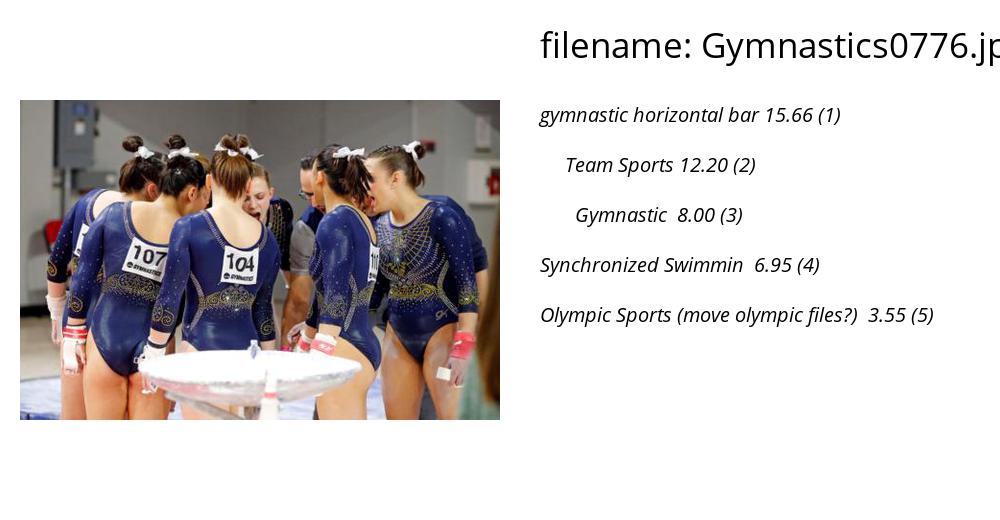 filename: Gymnastics0776.jp
gymnastic horizontal bar 15.66 (1)
Team Sports 12.20 (2)
Gymnastic 8.00 (3)
Synchronized Swimmin 6.95 (4)
Olympic Sports (move olympic files?) 3.55 (5)
107
GYMNASTICS
104
GYMNASTICS